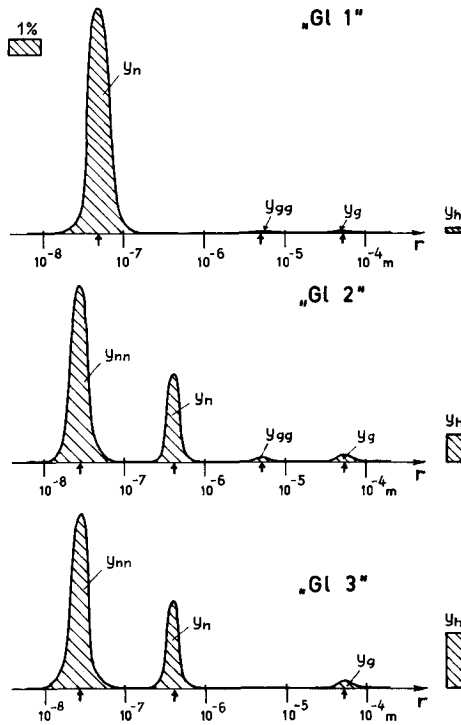 „Gl 1"
1%
yn
ygg
yg
yh
r
10-8
10-7
10-6
10-5
10-4 m
„Gl 2"
ynn
yn
ygg
yg
yh
r
10-8
10-7
10-6
10-5
10-4 m
„Gl 3"
ynn
yn
yg
yh
r
10-8
10-7
10-6
10-5
10-4 m